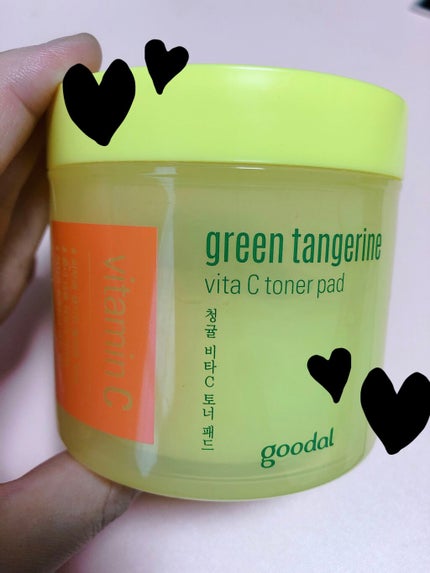 green tangerine
vita C toner pad
청귤 비타C 토너 패드
goodal
vitamin C